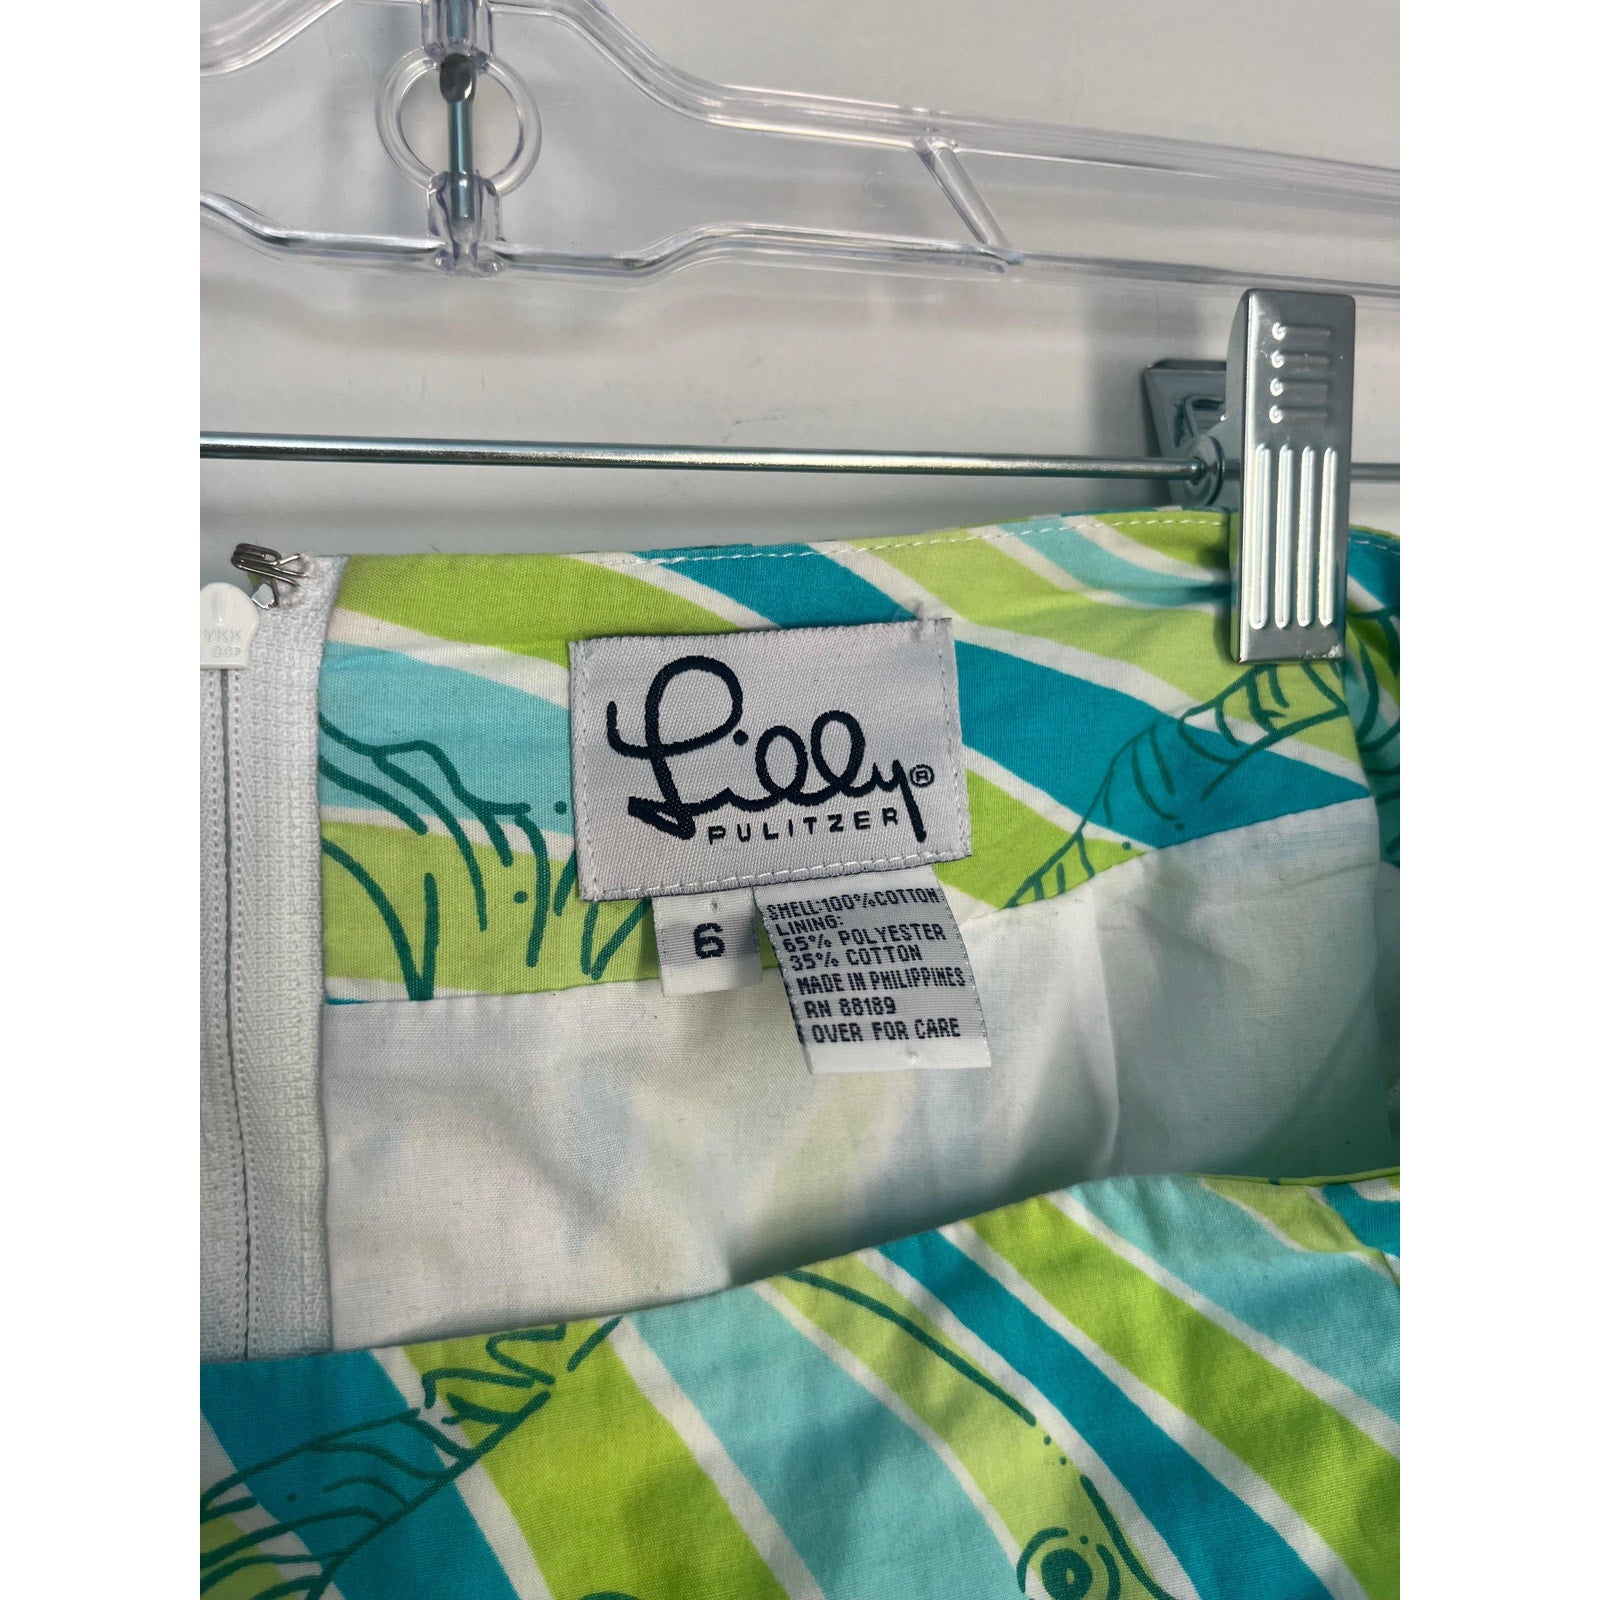 YKK
Lilly®
PULITZER
6
SHELL:100%COTTON
LINING:
65% POLYESTER
35% COTTON
MADE IN PHILIPPINES
RN 88189
OVER FOR CARE